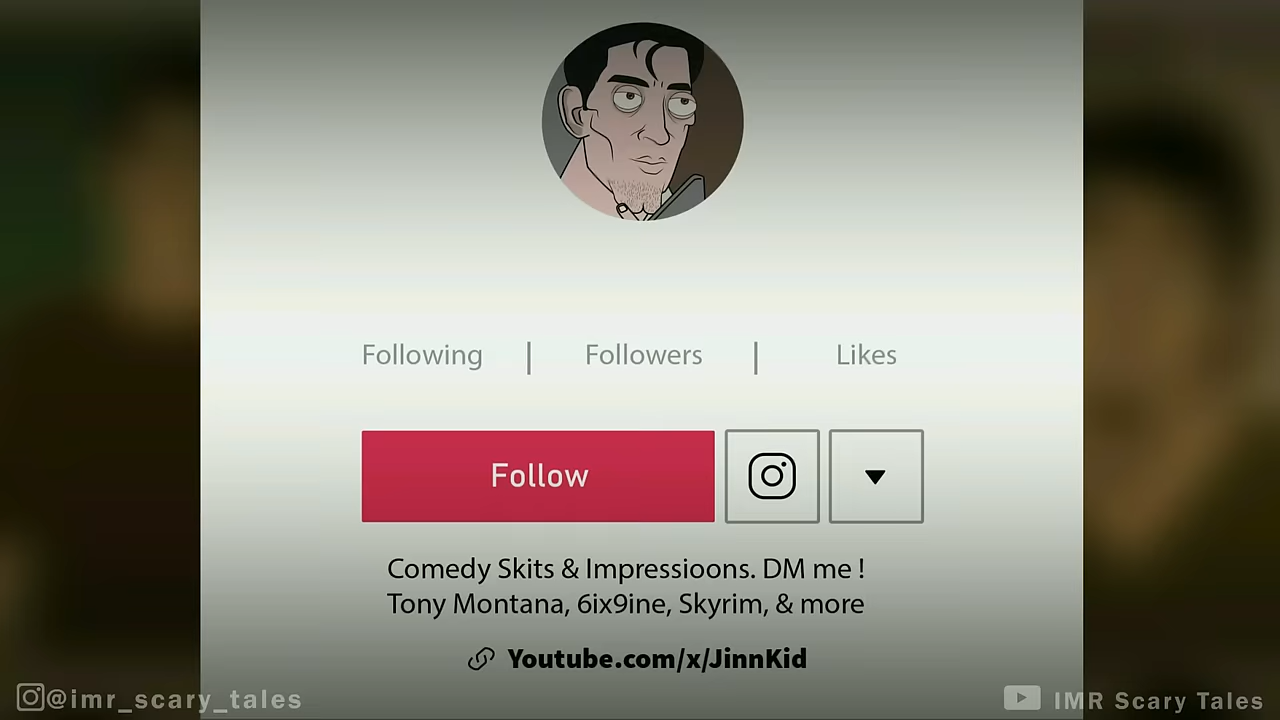 Following | Followers | Likes
Follow
Comedy Skits & Impressioons. DM me !
Tony Montana, 6ix9ine, Skyrim, & more
Youtube.com/x/JinnKid
@imr_scary_tales
IMR Scary Tales